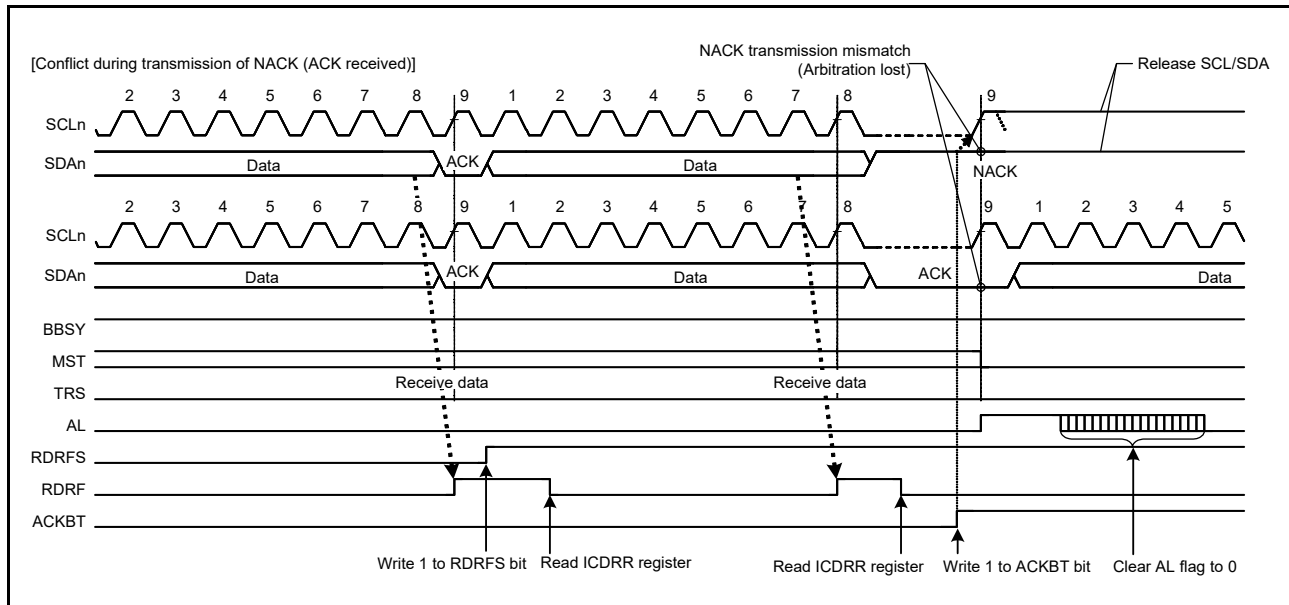 NACK transmission mismatch
(Arbitration lost)
Release SCL/SDA
[Conflict during transmission of NACK (ACK received)]
2 3 4 5 6 7 8 9 1 2 3 4 5 6 7 8 9
SCLn
SDAn
Data ACK Data NACK
2 3 4 5 6 7 8 9 1 2 3 4 5 6 7 8 9 1 2 3 4 5
SCLn
SDAn
Data ACK Data ACK Data
BBSY
MST
Receive data Receive data
TRS
AL
RDRFS
RDRF
ACKBT
Write 1 to RDRFS bit Read ICDRR register Read ICDRR register Write 1 to ACKBT bit Clear AL flag to 0